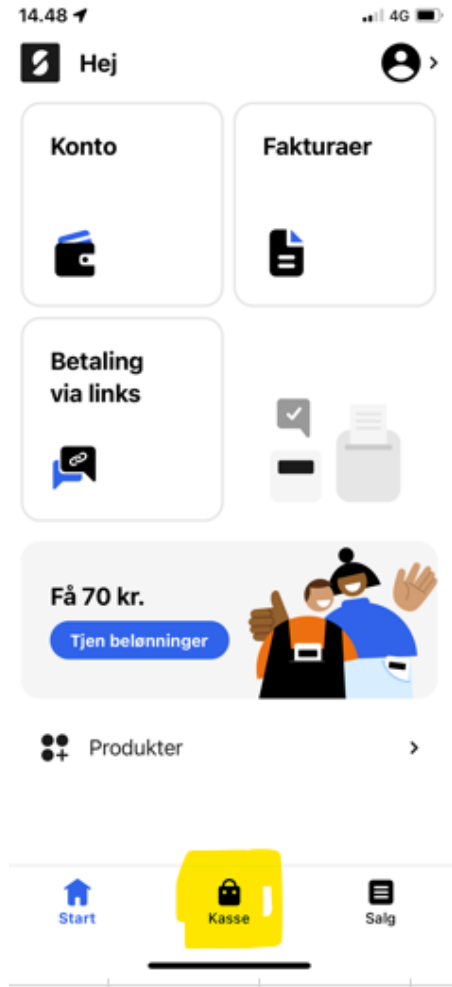 14.48
4G
Hej
Konto
Fakturaer
Betaling
via links
Få 70 kr.
Tjen belønninger
Produkter
Start
Kasse
Salg